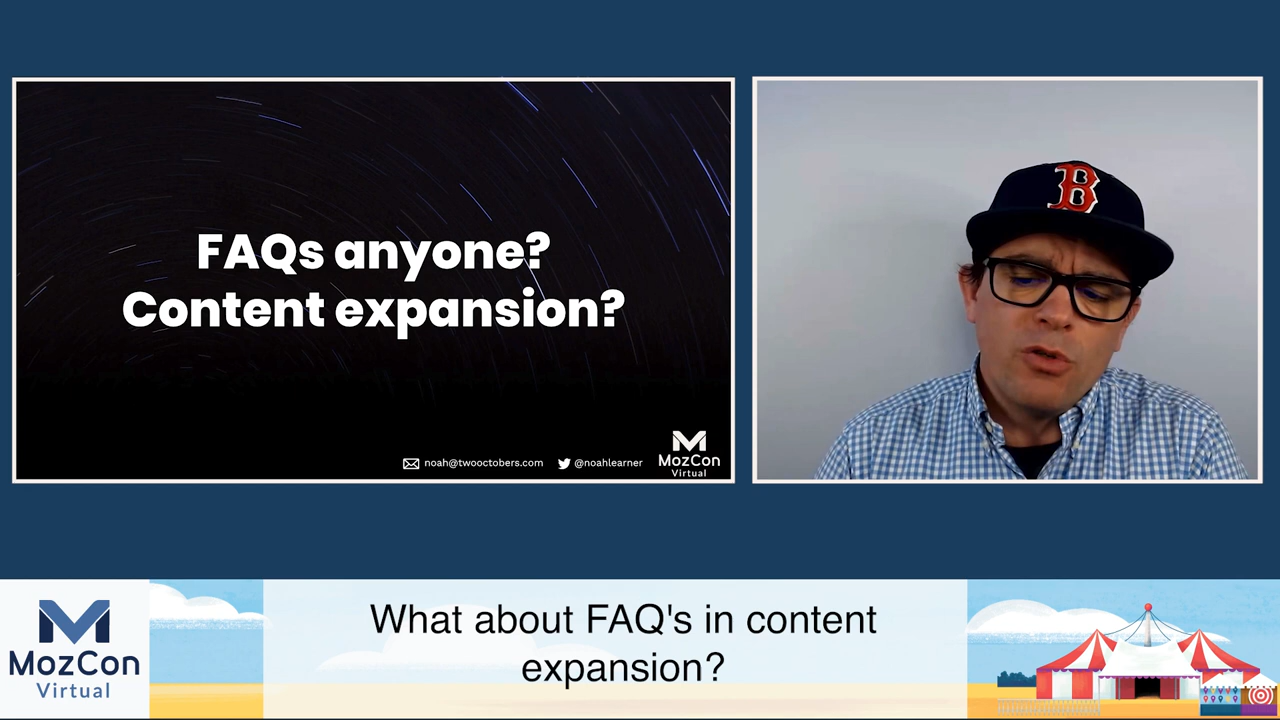 FAQs anyone?
Content expansion?
noah@twooctobers.com
@noahlearner
MozCon
Virtual
B
What about FAQ's in content
expansion?
MozCon
Virtual